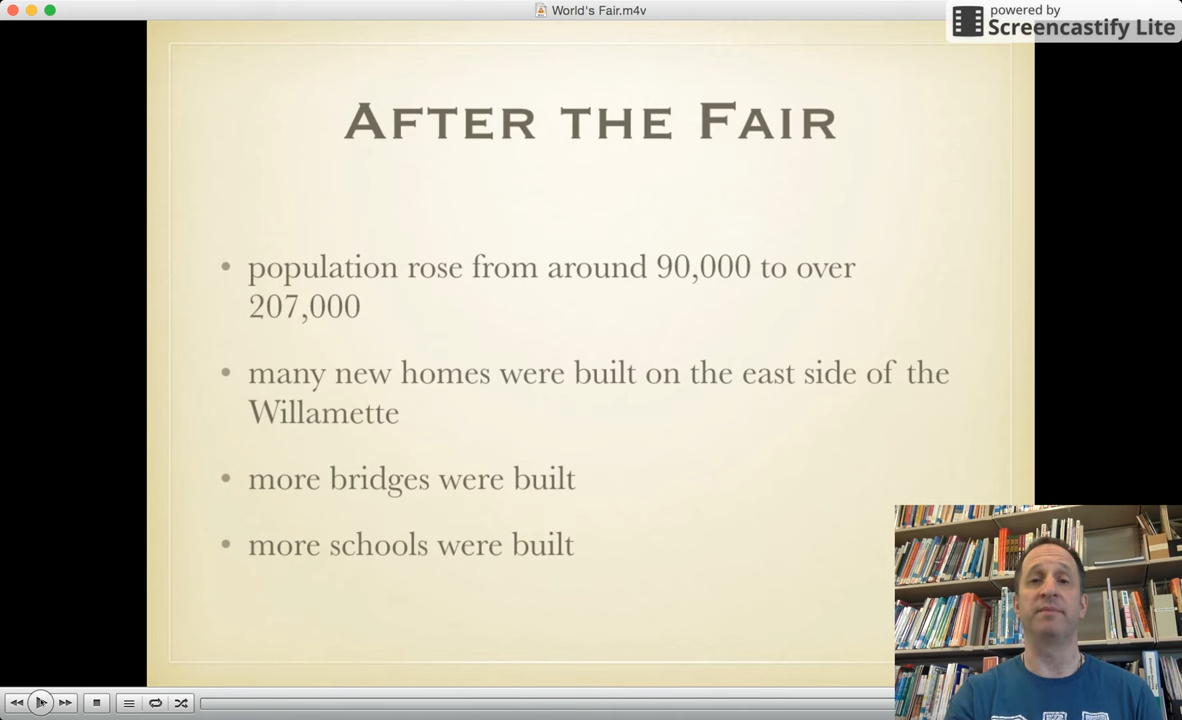 World's Fair.m4v
powered by
Screencastify Lite
After the Fair
• population rose from around 90,000 to over
207,000
• many new homes were built on the east side of the
Willamette
• more bridges were built
• more schools were built